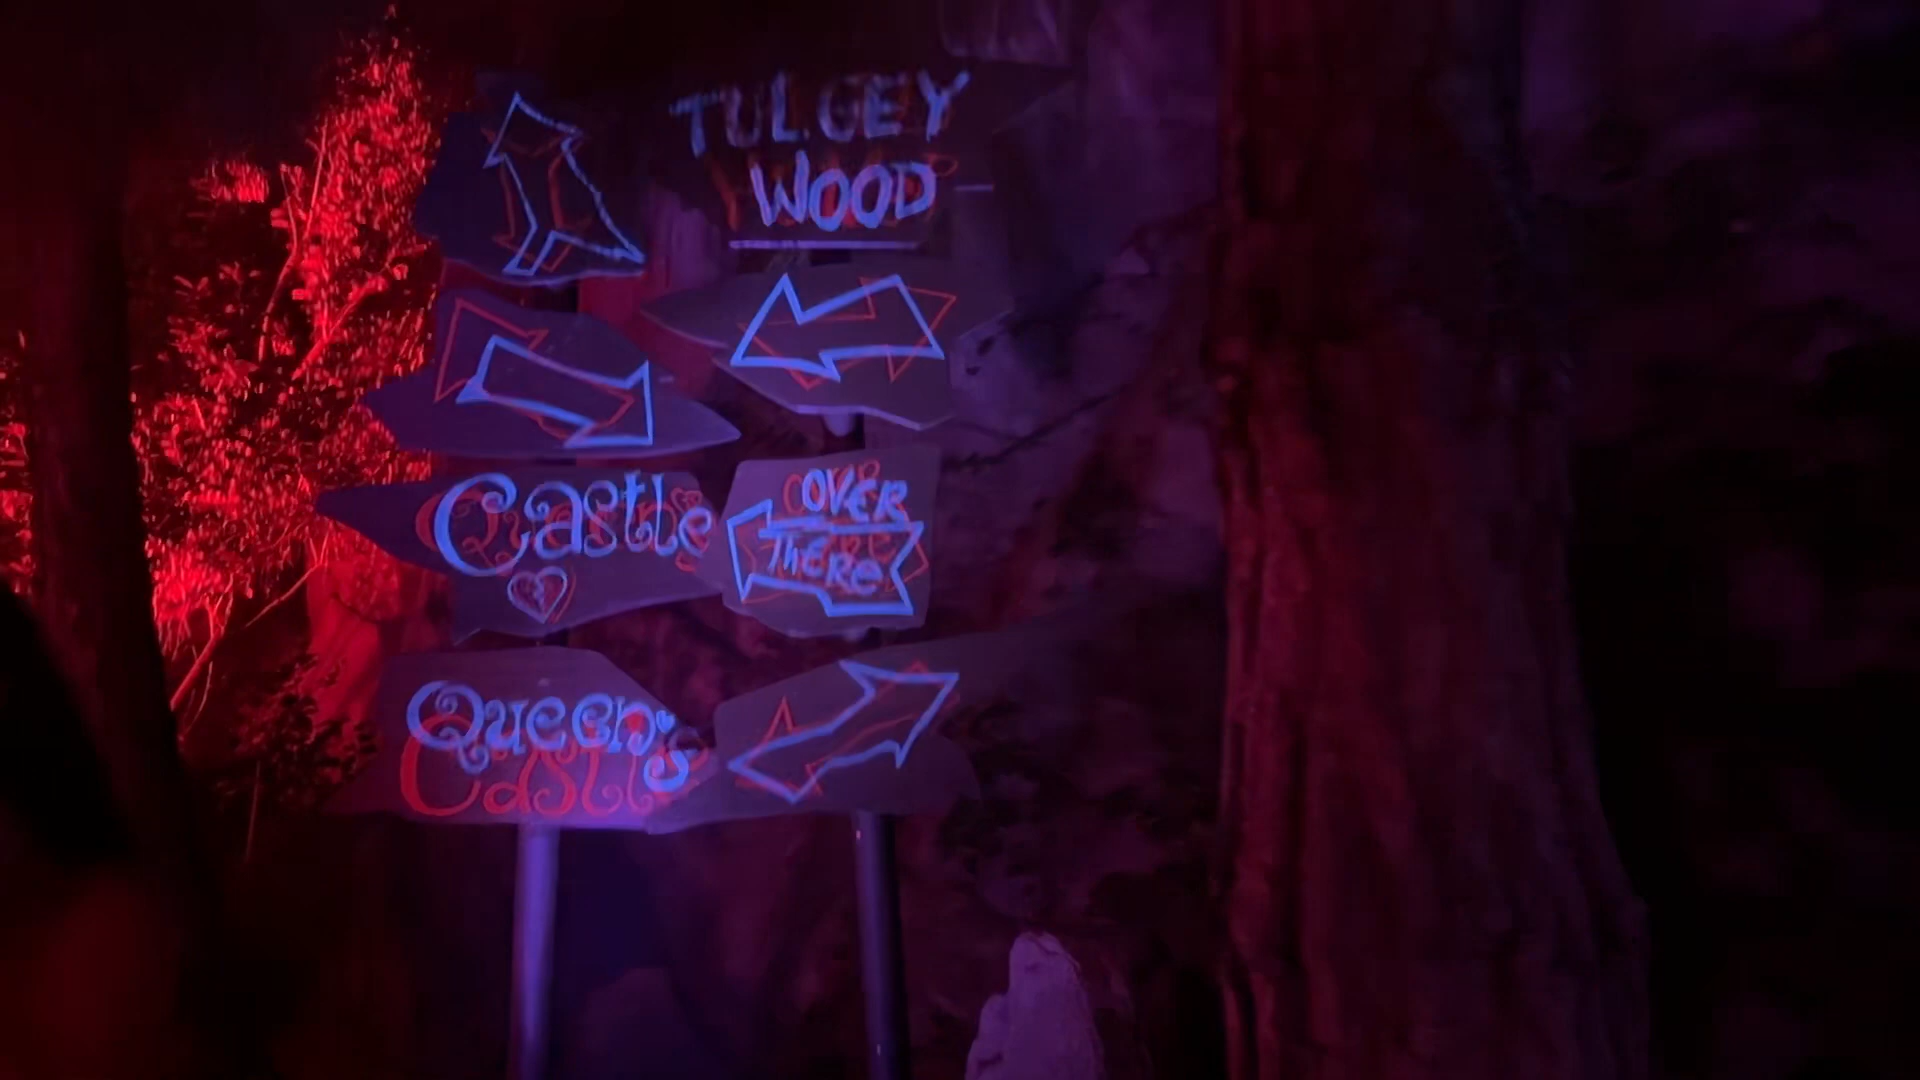 TULGEY
WOOD
Castle
OVER
THERE
Queen's
Castle